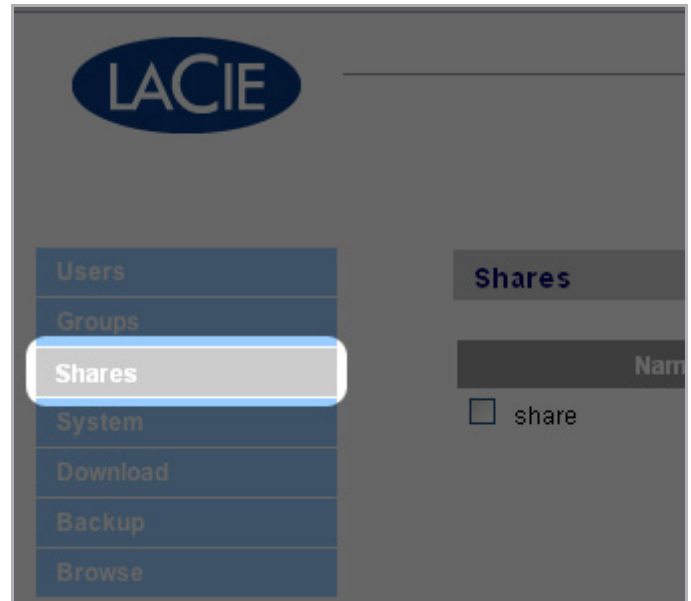 LACIE
Users
Groups
Shares
System
Download
Backup
Browse
Shares
share